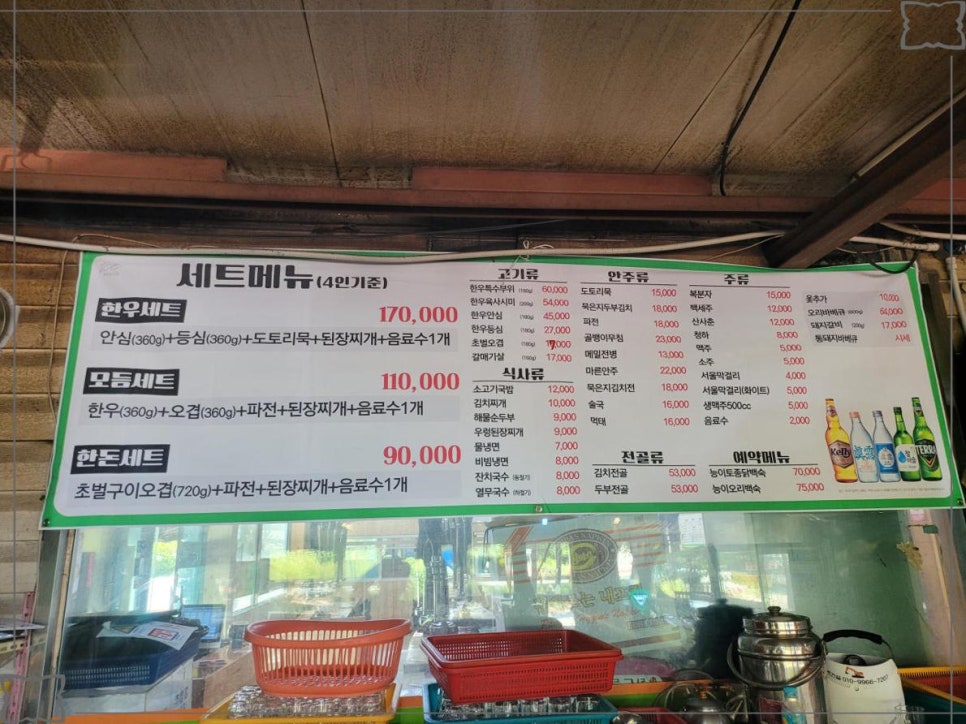 세트메뉴(4인기준)
한우세트 170,000
안심(360g)+등심(360g)+도토리묵+된장찌개+음료수1개
모듬세트 110,000
한우(360g)+오겹(360g)+파전+된장찌개+음료수1개
한돈세트 90,000
초벌구이오겹(720g)+파전+된장찌개+음료수1개
고기류
한우특수부위 (180g) 60,000
한우육사시미 (200g) 54,000
한우안심 (180g) 45,000
한우등심 (180g) 27,000
초벌오겹 (180g) 17,000
갈매기살 (180g) 17,000
식사류
소고기국밥 12,000
김치찌개 10,000
해물순두부 9,000
우렁된장찌개 9,000
물냉면 7,000
비빔냉면 8,000
잔치국수 (동절기) 8,000
열무국수 (하절기) 8,000
안주류
도토리묵 15,000
묵은지두부김치 18,000
파전 18,000
골뱅이무침 23,000
메밀전병 13,000
마른안주 22,000
묵은지김치전 18,000
술국 16,000
먹태 16,000
전골류
김치전골 53,000
두부전골 53,000
주류
복분자 15,000
백세주 12,000
산사춘 12,000
청하 8,000
맥주 5,000
소주 5,000
서울막걸리 4,000
서울막걸리(화이트) 5,000
생맥주500cc 5,000
음료수 2,000
예약메뉴
능이토종닭백숙 70,000
능이오리백숙 75,000
옻추가 10,000
오리바베큐 64,000
돼지갈비 17,000
통돼지바베큐 시세
Kelly
TERRA
010-9966-7207